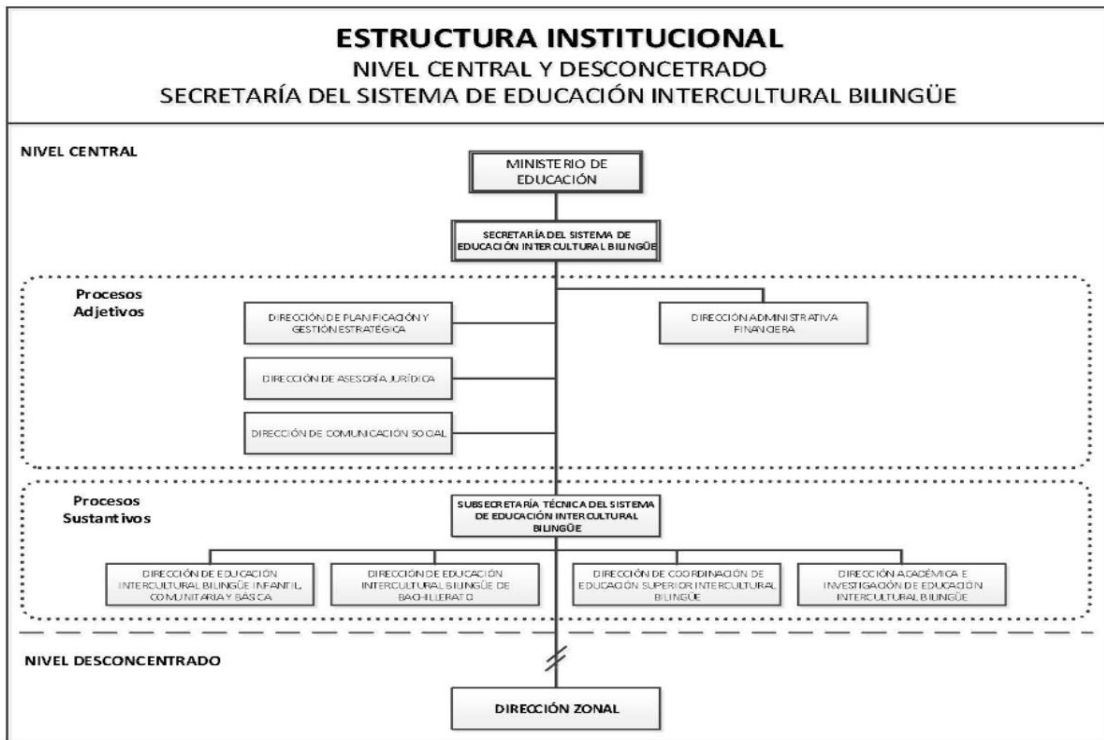 ESTRUCTURA INSTITUCIONAL
NIVEL CENTRAL Y DESCONCETRADO
SECRETARÍA DEL SISTEMA DE EDUCACIÓN INTERCULTURAL BILINGÜE
NIVEL CENTRAL
MINISTERIO DE
EDUCACIÓN
SECRETARÍA DEL SISTEMA DE
EDUCACIÓN INTERCULTURAL BILINGÜE
Procesos
Adjetivos
DIRECCIÓN DE PLANIFICACIÓN Y
GESTIÓN ESTRATÉGICA
DIRECCIÓN ADMINISTRATIVA
FINANCIERA
DIRECCIÓN DE ASESORÍA JURÍDICA
DIRECCIÓN DE COMUNICACIÓN SOCIAL
Procesos
Sustantivos
SUBSECRETARÍA TÉCNICA DEL SISTEMA
DE EDUCACIÓN INTERCULTURAL
BILINGÜE
DIRECCIÓN DE EDUCACIÓN
INTERCULTURAL BILINGÜE INFANTIL,
COMUNITARIA Y BÁSICA
DIRECCIÓN DE EDUCACIÓN
INTERCULTURAL BILINGÜE DE
BACHILLERATO
DIRECCIÓN DE COORDINACIÓN DE
EDUCACIÓN SUPERIOR INTERCULTURAL
BILINGÜE
DIRECCIÓN ACADÉMICA E
INVESTIGACIÓN DE EDUCACIÓN
INTERCULTURAL BILINGÜE
NIVEL DESCONCENTRADO
DIRECCIÓN ZONAL